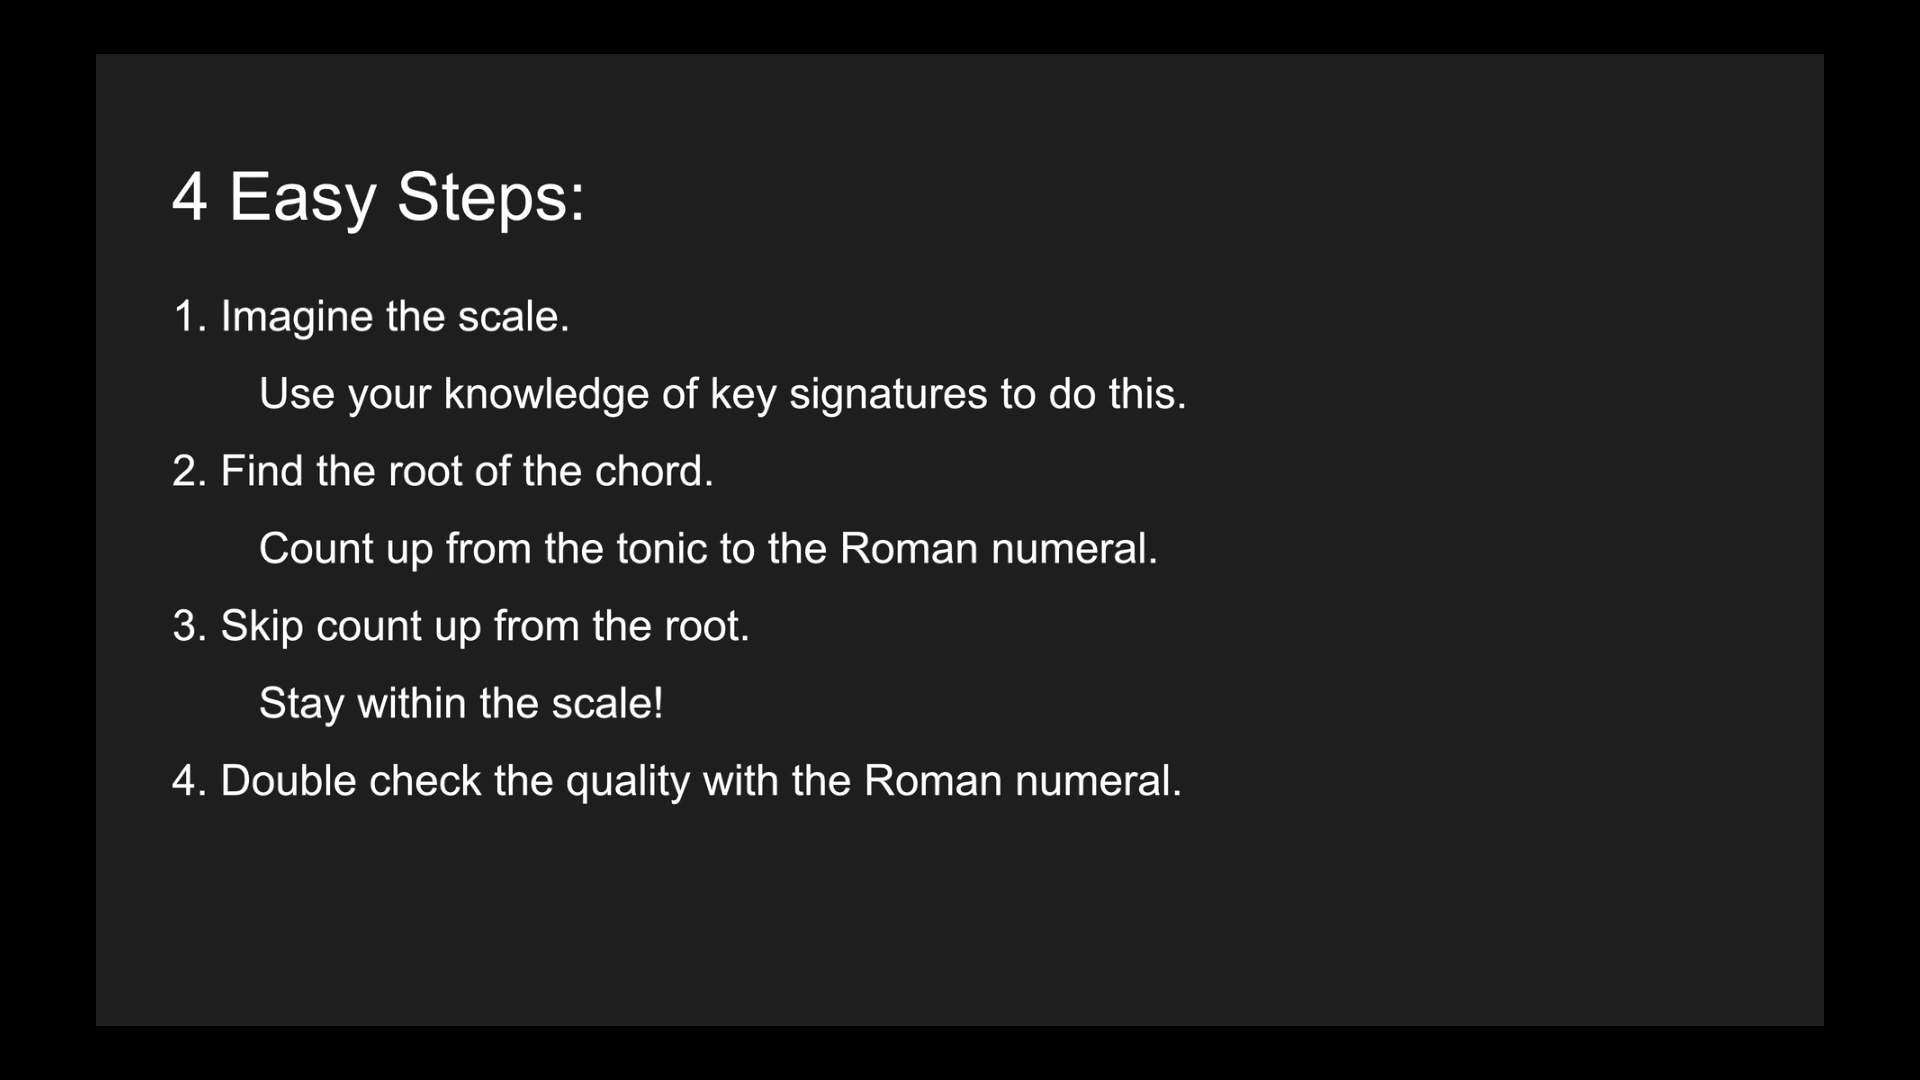 4 Easy Steps:
1. Imagine the scale.
Use your knowledge of key signatures to do this.
2. Find the root of the chord.
Count up from the tonic to the Roman numeral.
3. Skip count up from the root.
Stay within the scale!
4. Double check the quality with the Roman numeral.